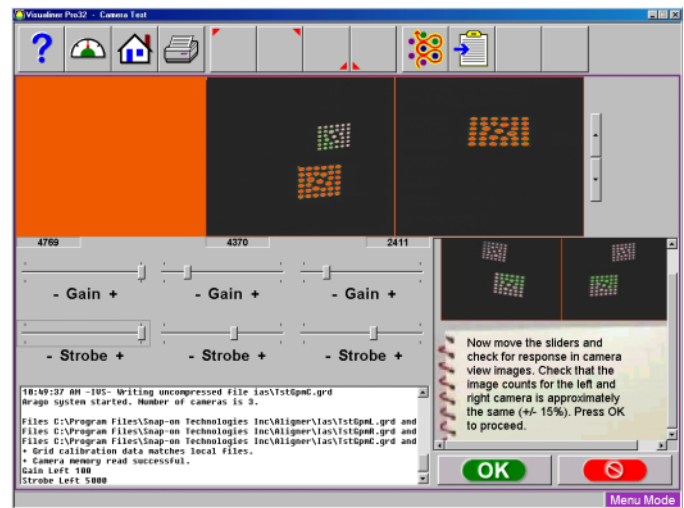 Visualiner Pro32 - Camera Test
4769
4370
2411
- Gain +
- Gain +
- Gain +
- Strobe +
- Strobe +
- Strobe +
10:49:37 AM -IVS- Writing uncompressed file ias\TstGpmC.grd
Arago system started. Number of cameras is 3.
Files C:\Program Files\Snap-on Technologies Inc\Aligner\Ias\TstGpmL.grd and
Files C:\Program Files\Snap-on Technologies Inc\Aligner\Ias\TstGpmR.grd and
Files C:\Program Files\Snap-on Technologies Inc\Aligner\Ias\TstGpmC.grd and
+ Grid calibration data matches local files.
+ Camera memory read successful.
Gain Left 100
Strobe Left 5000
Now move the sliders and
check for response in camera
view images. Check that the
image counts for the left and
right camera is approximately
the same (+/- 15%). Press OK
to proceed.
OK
Menu Mode